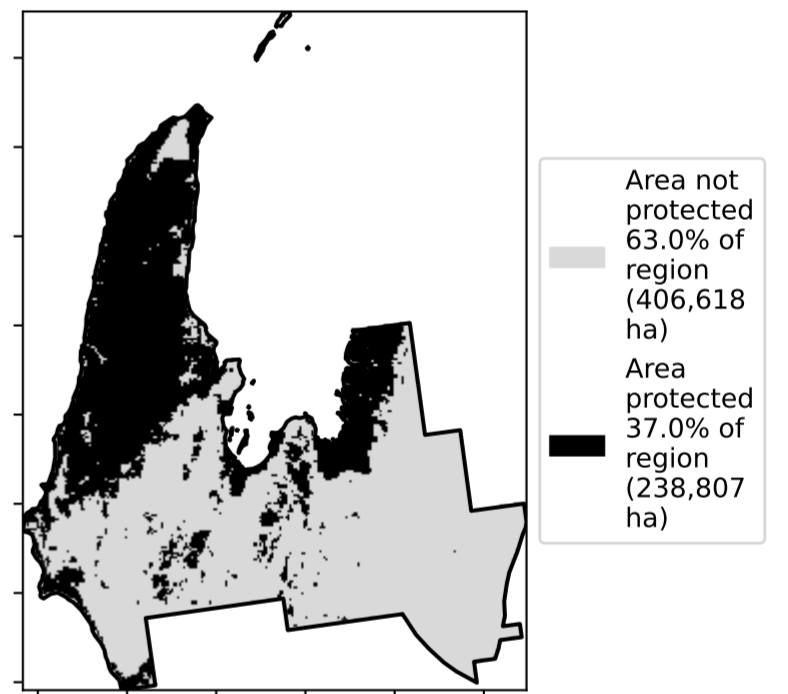 Area not
protected
63.0% of
region
(406,618
ha)
Area
protected
37.0% of
region
(238,807
ha)